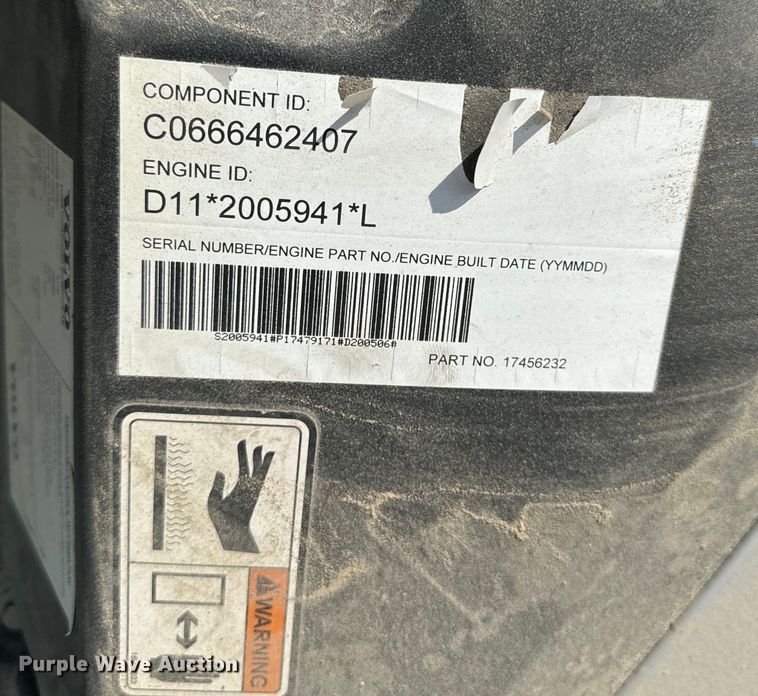 COMPONENT ID:
C0666462407
ENGINE ID:
D11*2005941*L
SERIAL NUMBER/ENGINE PART NO./ENGINE BUILT DATE (YYMMDD)
S2005941#P17479171#D200506#
PART NO. 17456232
VOLVO
WARNING
Purple Wave Auction